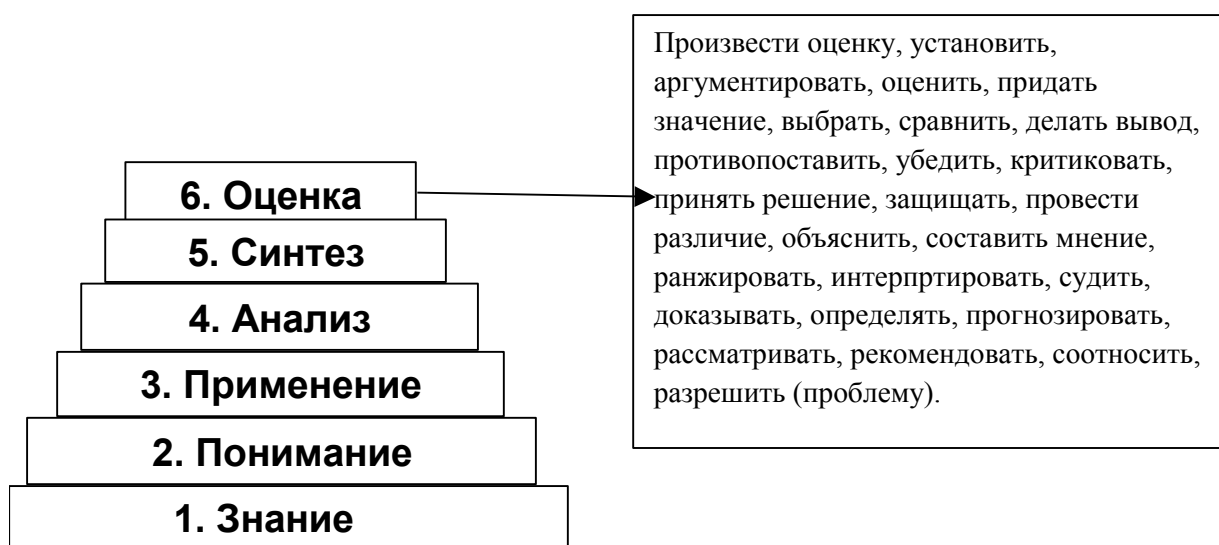 Произвести оценку, установить,
аргументировать, оценить, придать
значение, выбрать, сравнить, делать вывод,
противопоставить, убедить, критиковать,
принять решение, защищать, провести
различие, объяснить, составить мнение,
ранжировать, интерпртировать, судить,
доказывать, определять, прогнозировать,
рассматривать, рекомендовать, соотносить,
разрешить (проблему).
6. Оценка
5. Синтез
4. Анализ
3. Применение
2. Понимание
1. Знание